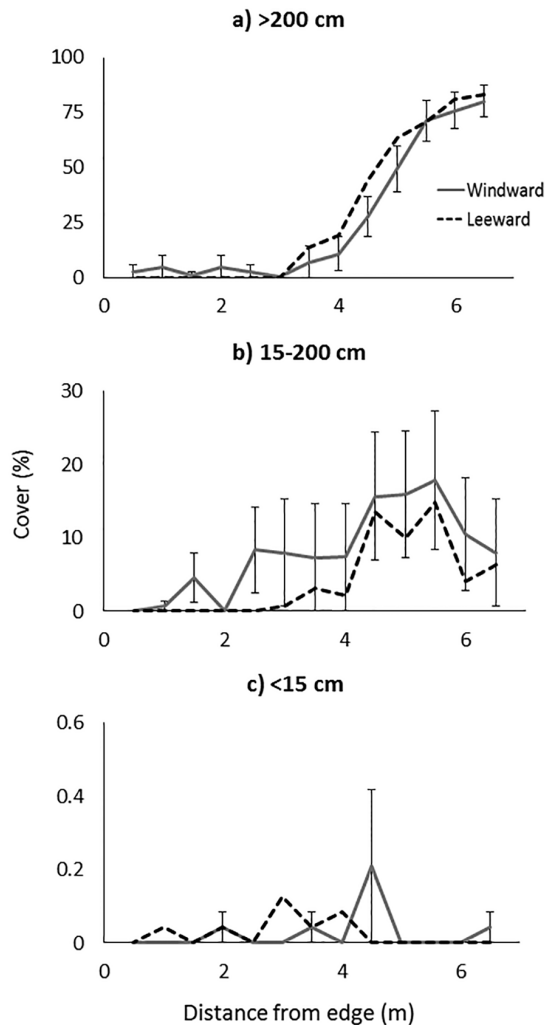 a) >200 cm
100
75
50
25
0
0 2 4 6
Windward
Leeward
b) 15-200 cm
30
20
10
0
0 2 4 6
Cover (%)
c) <15 cm
0.6
0.4
0.2
0
0 2 4 6
Distance from edge (m)